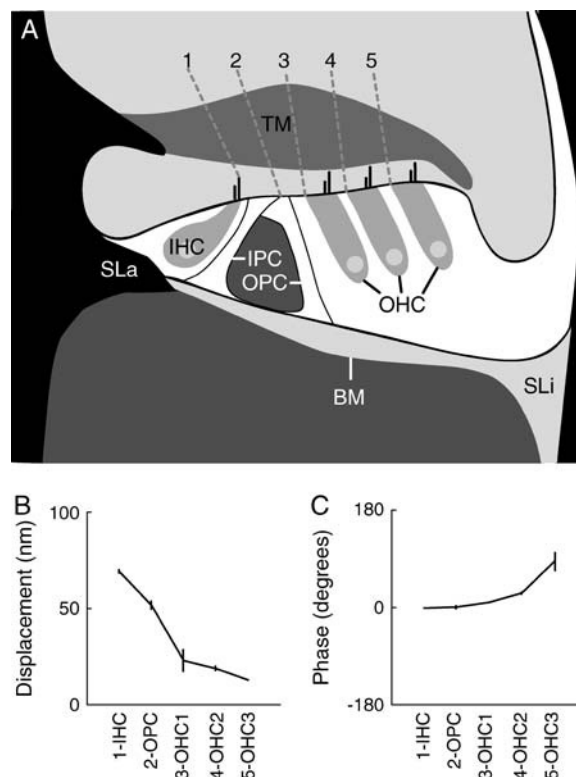 A
1 2 3 4 5
TM
IHC
IPC
SLa
OPC
OHC
BM
SLi
B
C
100
50
0
Displacement (nm)
1-IHC
2-OPC
3-OHC1
4-OHC2
5-OHC3
180
0
-180
Phase (degrees)
1-IHC
2-OPC
3-OHC1
4-OHC2
5-OHC3